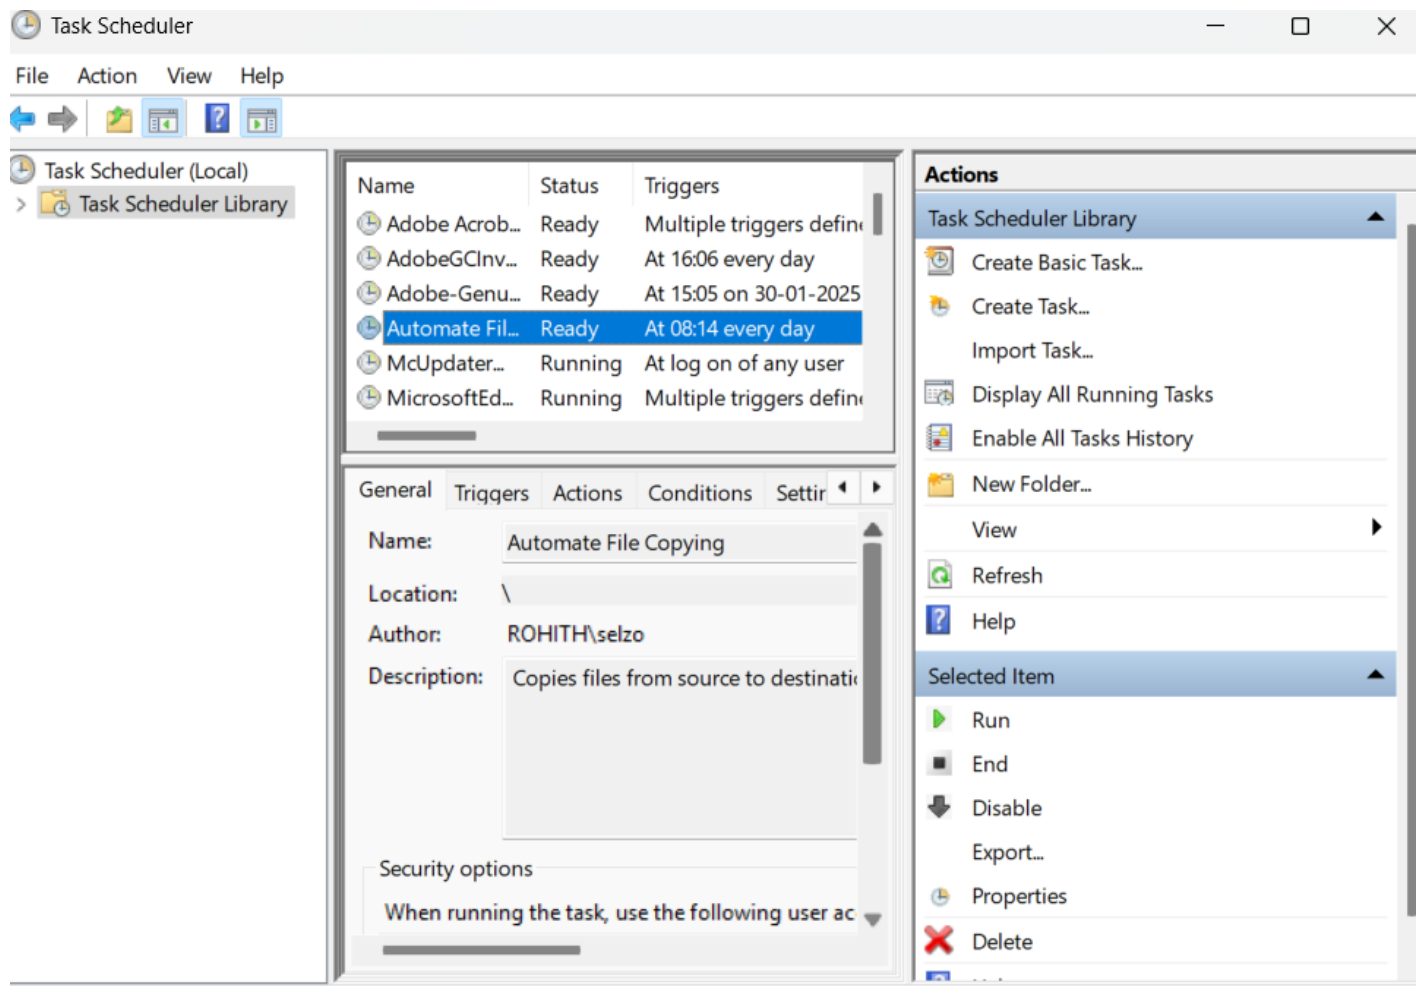 Task Scheduler
File Action View Help
Task Scheduler (Local)
Task Scheduler Library
Name Status Triggers
Adobe Acrob... Ready Multiple triggers define
AdobeGCInv... Ready At 16:06 every day
Adobe-Genu... Ready At 15:05 on 30-01-2025
Automate Fil... Ready At 08:14 every day
McUpdater... Running At log on of any user
MicrosoftEd... Running Multiple triggers define
General Triggers Actions Conditions Settin
Name: Automate File Copying
Location: \
Author: ROHITH\selzo
Description: Copies files from source to destinatio
Security options
When running the task, use the following user ac
Actions
Task Scheduler Library
Create Basic Task...
Create Task...
Import Task...
Display All Running Tasks
Enable All Tasks History
New Folder...
View
Refresh
Help
Selected Item
Run
End
Disable
Export...
Properties
Delete